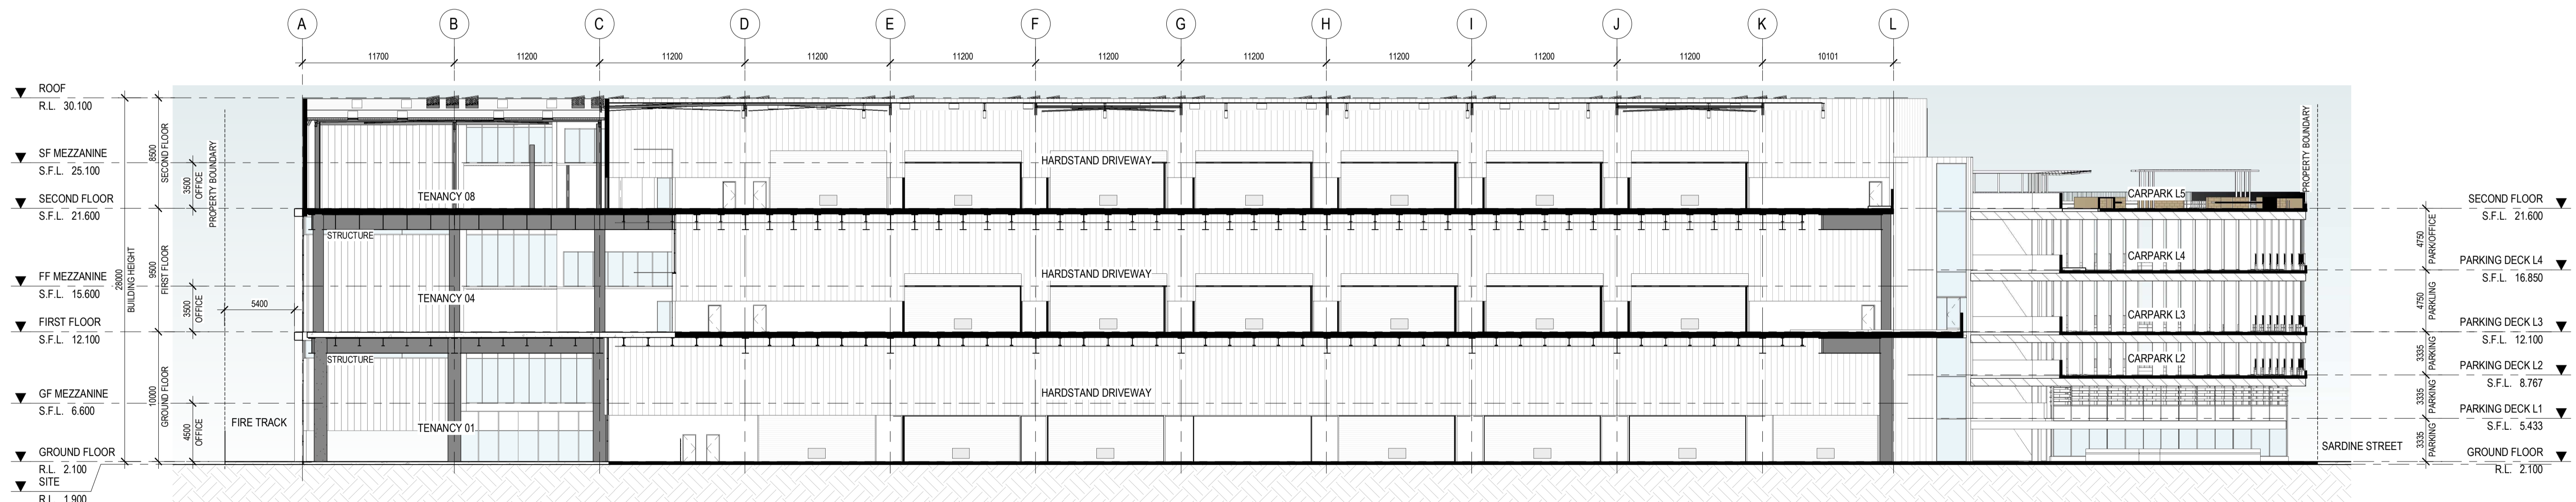 A
B
C
D
E
F
G
H
I
J
K
L
11700
11200
11200
11200
11200
11200
11200
11200
11200
11200
10101
ROOF
R.L. 30.100
SF MEZZANINE
S.F.L. 25.100
SECOND FLOOR
S.F.L. 21.600
FF MEZZANINE
S.F.L. 15.600
FIRST FLOOR
S.F.L. 12.100
GF MEZZANINE
S.F.L. 6.600
GROUND FLOOR
R.L. 2.100
SITE
R.L. 1.900
28000
BUILDING HEIGHT
8500
SECOND FLOOR
9500
FIRST FLOOR
10000
GROUND FLOOR
3500
OFFICE
3500
OFFICE
4500
OFFICE
PROPERTY BOUNDARY
5400
FIRE TRACK
TENANCY 08
STRUCTURE
TENANCY 04
STRUCTURE
TENANCY 01
HARDSTAND DRIVEWAY
HARDSTAND DRIVEWAY
HARDSTAND DRIVEWAY
CARPARK L5
CARPARK L4
CARPARK L3
CARPARK L2
PROPERTY BOUNDARY
SARDINE STREET
4750
PARK/OFFICE
4750
PARKLING
3335
PARKING
3335
PARKING
3335
PARKING
SECOND FLOOR
S.F.L. 21.600
PARKING DECK L4
S.F.L. 16.850
PARKING DECK L3
S.F.L. 12.100
PARKING DECK L2
S.F.L. 8.767
PARKING DECK L1
S.F.L. 5.433
GROUND FLOOR
R.L. 2.100